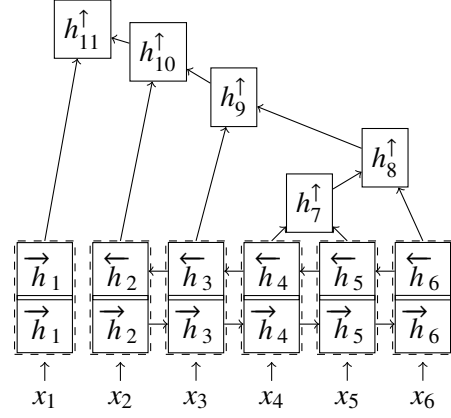 h↑11
h↑10
h↑9
h↑8
h↑7
→h1 ←h2 ←h3 ←h4 ←h5 ←h6
→h1 →h2 →h3 →h4 →h5 →h6
x1 x2 x3 x4 x5 x6